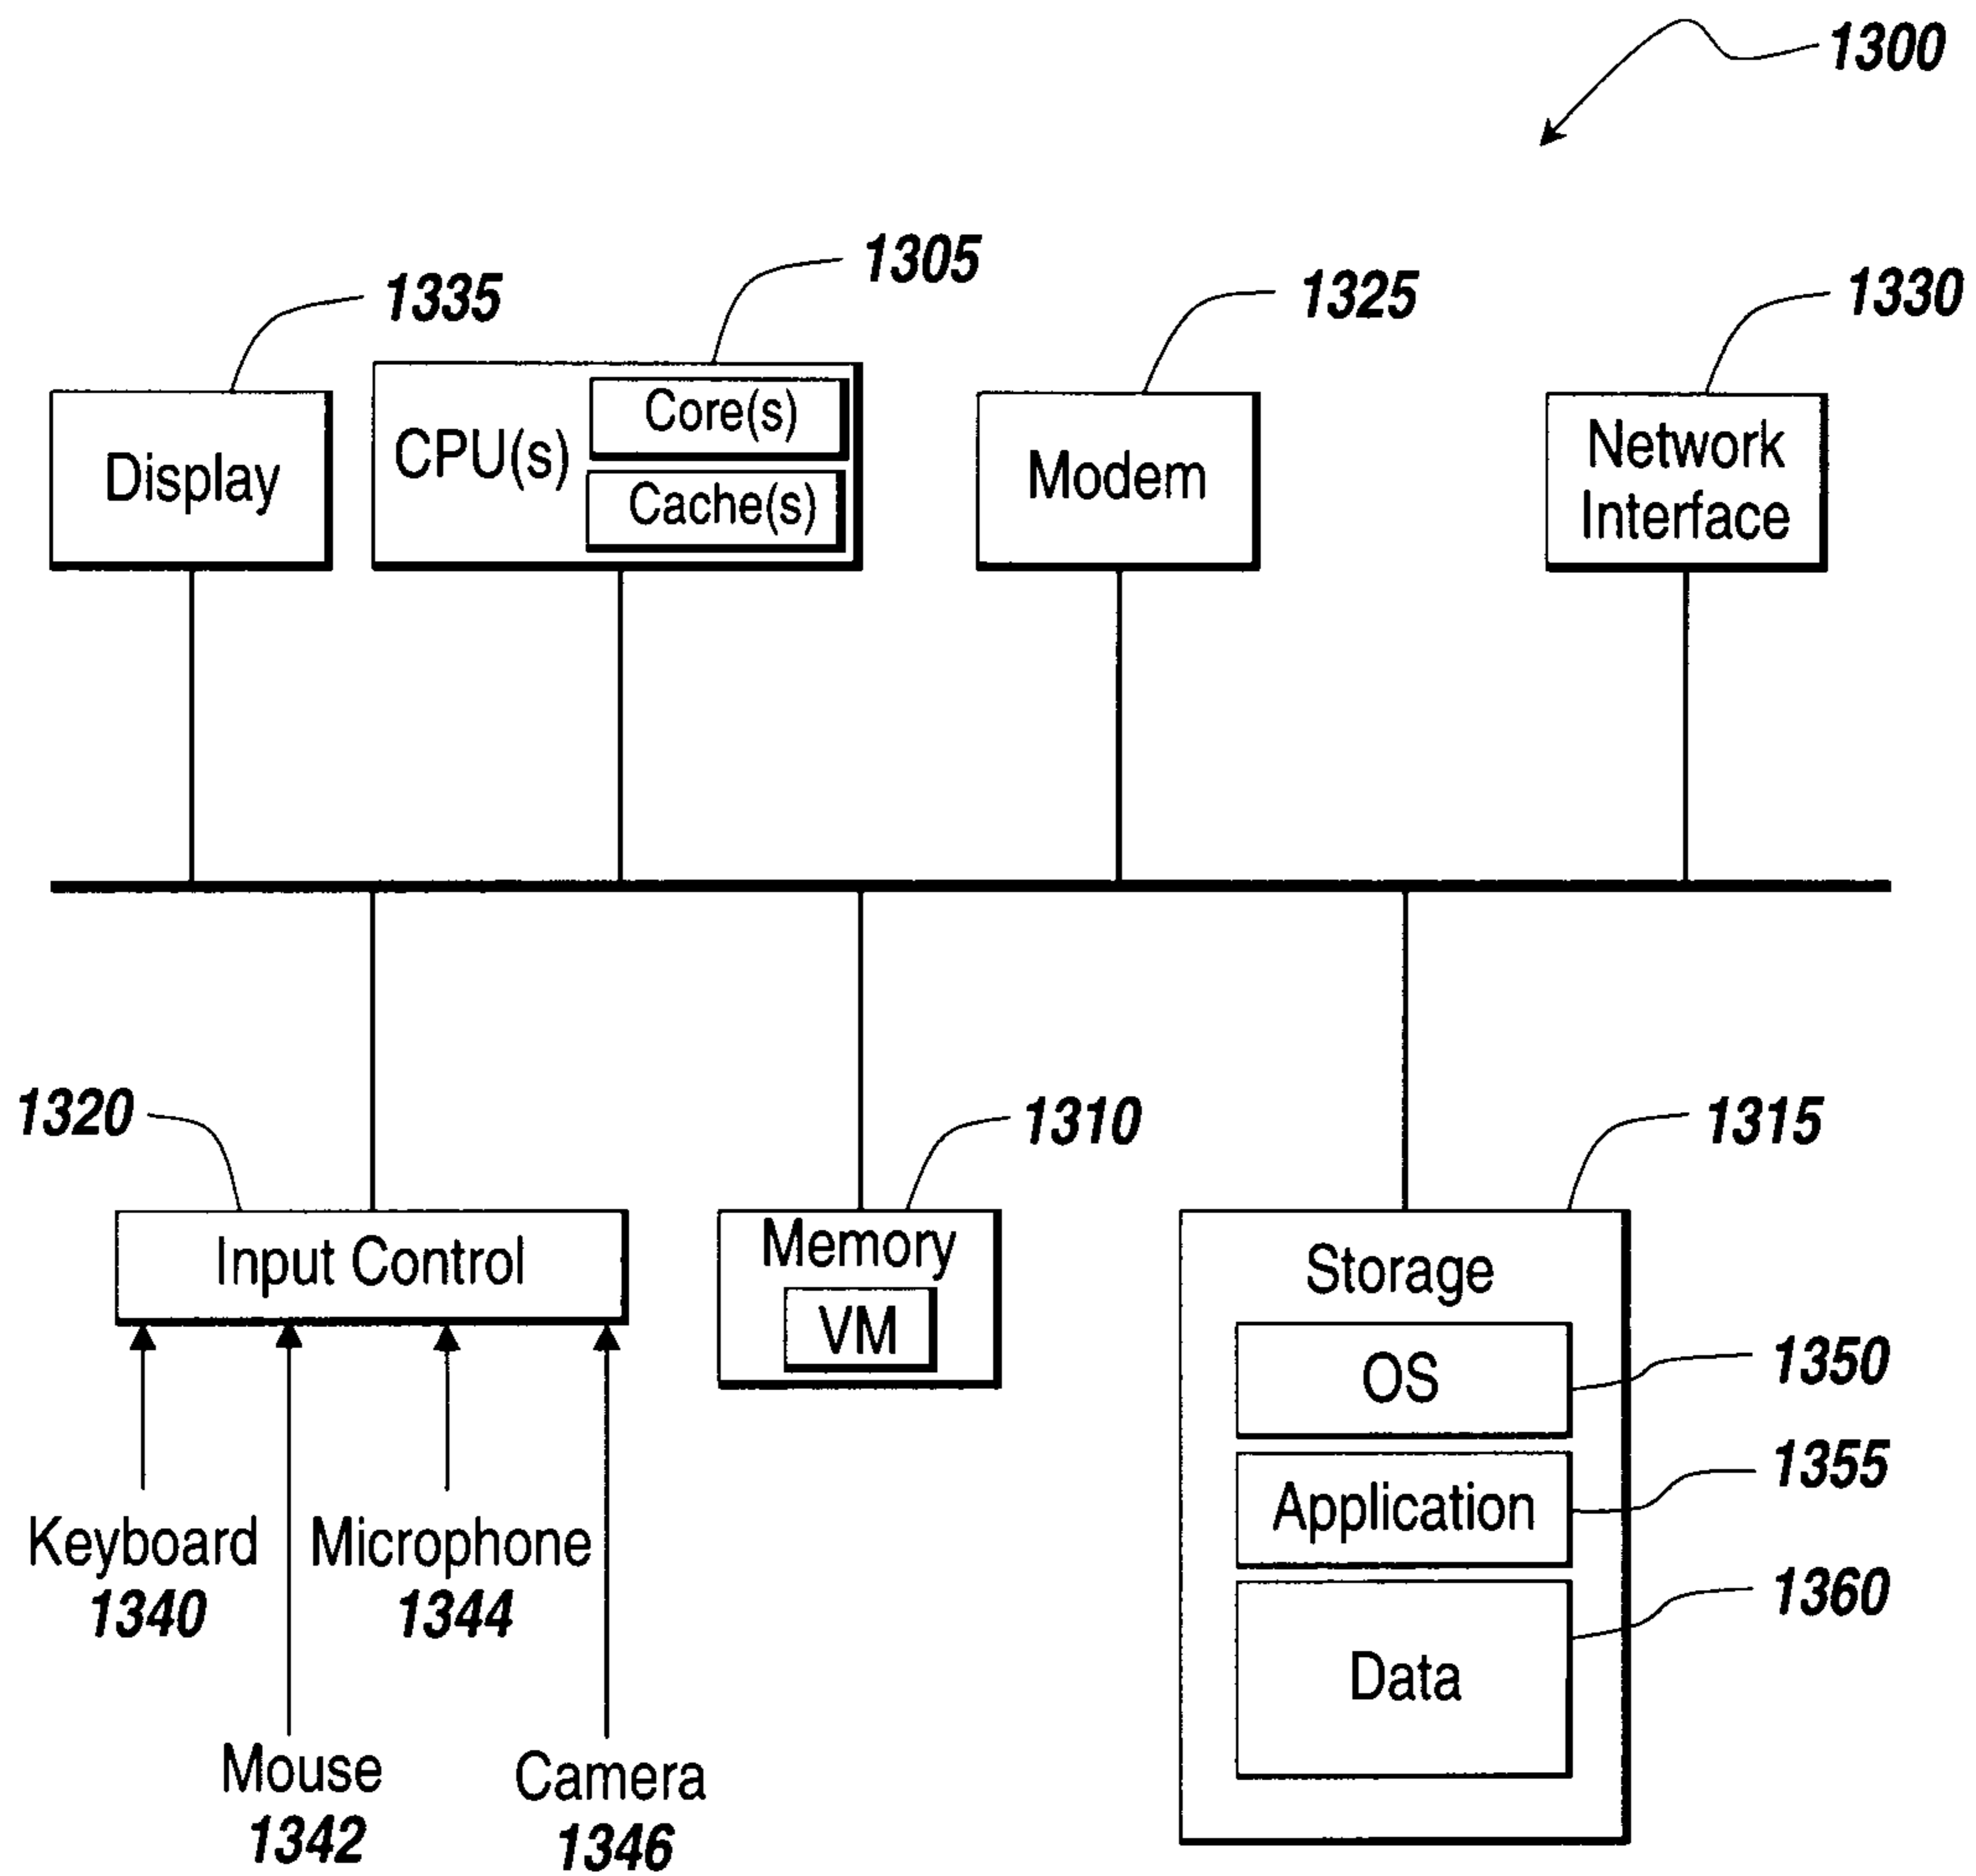 1300
1335
1305
1325
1330
Display
CPU(s)
Core(s)
Cache(s)
Modem
Network
Interface
1320
1310
1315
Input Control
Memory
VM
Storage
OS
1350
Application
1355
Data
1360
Keyboard
1340
Microphone
1344
Mouse
1342
Camera
1346